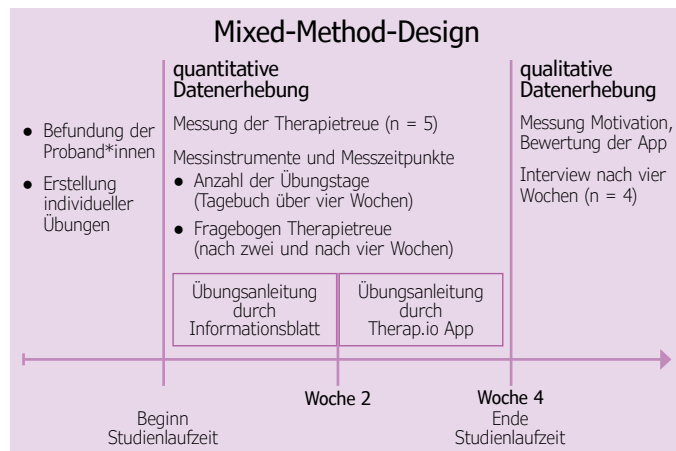 Mixed-Method-Design
● Befundung der
Proband*innen
● Erstellung
individueller
Übungen
quantitative
Datenerhebung
Messung der Therapietreue (n = 5)
Messinstrumente und Messzeitpunkte
● Anzahl der Übungstage
(Tagebuch über vier Wochen)
● Fragebogen Therapietreue
(nach zwei und nach vier Wochen)
Übungsanleitung
durch
Informationsblatt
Übungsanleitung
durch
Therap.io App
qualitative
Datenerhebung
Messung Motivation,
Bewertung der App
Interview nach vier
Wochen (n = 4)
Beginn
Studienlaufzeit
Woche 2
Woche 4
Ende
Studienlaufzeit